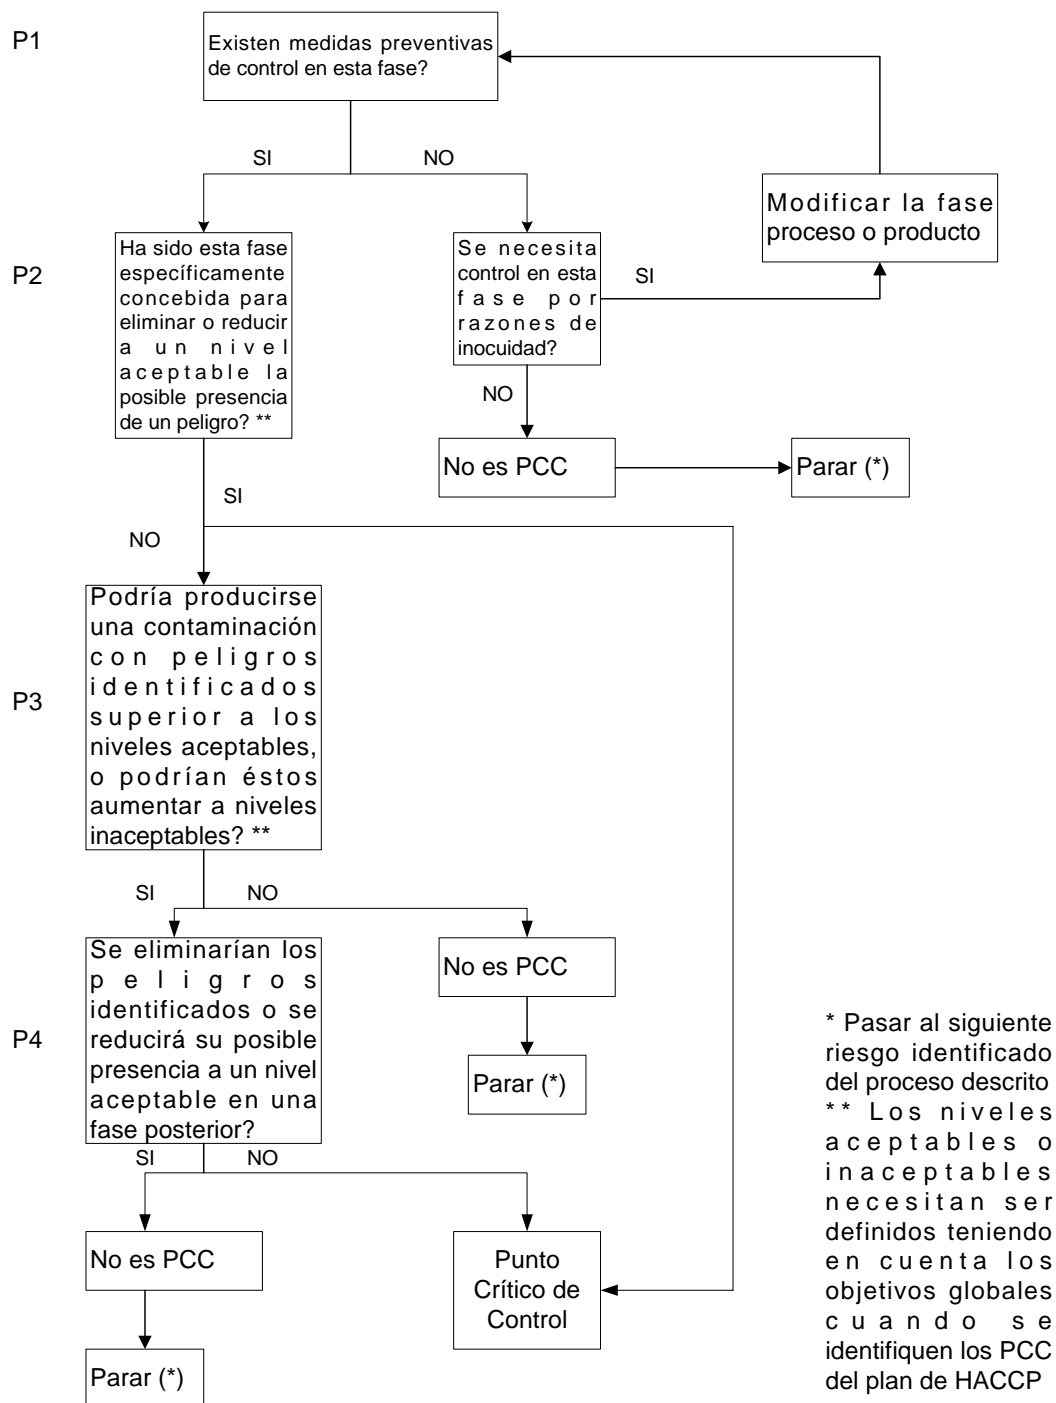 P1
Existen medidas preventivas
de control en esta fase?
SI
NO
Modificar la fase
proceso o producto
P2
Ha sido esta fase
específicamente
concebida para
eliminar o reducir
a un nivel
aceptable la
posible presencia
de un peligro? **
Se necesita
control en esta
fase por
razones de
inocuidad?
SI
NO
No es PCC
Parar (*)
SI
NO
P3
Podría producirse
una contaminación
con peligros
identificados
superior a los
niveles aceptables,
o podrían éstos
aumentar a niveles
inaceptables? **
SI
NO
P4
Se eliminarían los
peligros
identificados o se
reducirá su posible
presencia a un nivel
aceptable en una
fase posterior?
No es PCC
Parar (*)
SI
NO
No es PCC
Punto
Crítico de
Control
Parar (*)
* Pasar al siguiente
riesgo identificado
del proceso descrito
** Los niveles
aceptables o
inaceptables
necesitan ser
definidos teniendo
en cuenta los
objetivos globales
cuando se
identifiquen los PCC
del plan de HACCP